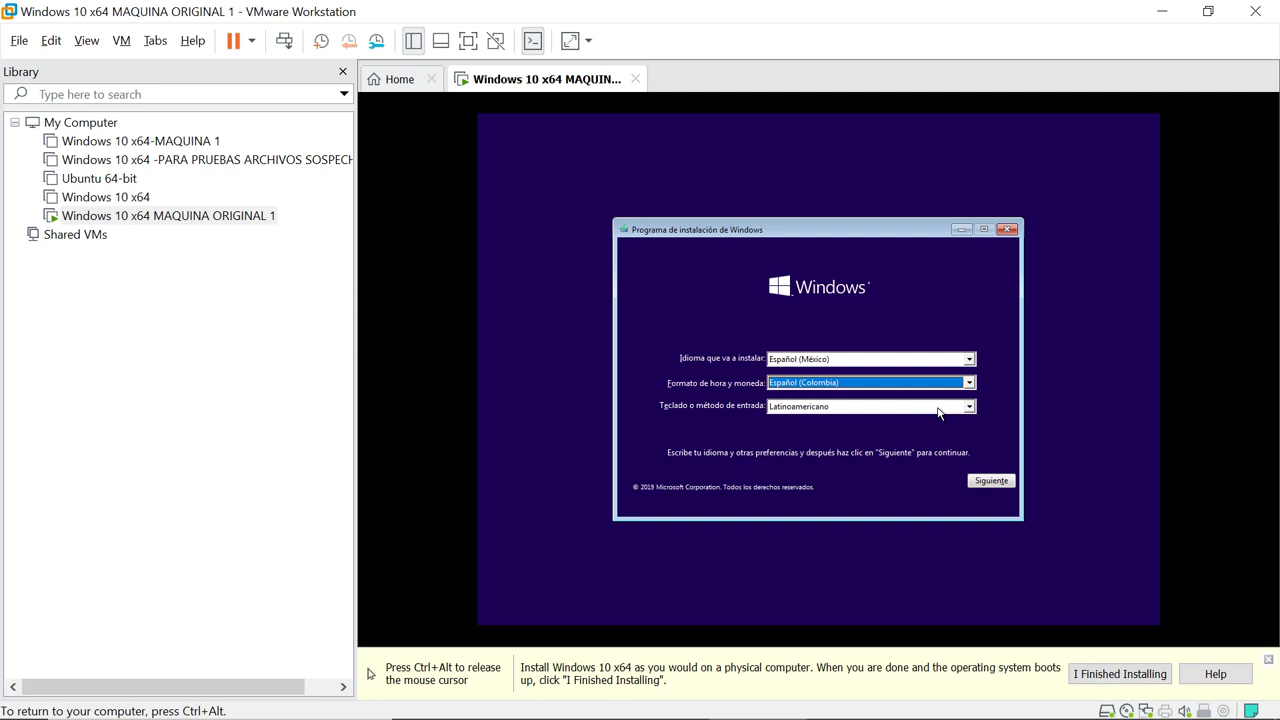 Windows 10 x64 MAQUINA ORIGINAL 1 - VMware Workstation
File Edit View VM Tabs Help
Library
Type here to search
My Computer
Windows 10 x64-MAQUINA 1
Windows 10 x64 -PARA PRUEBAS ARCHIVOS SOSPECH
Ubuntu 64-bit
Windows 10 x64
Windows 10 x64 MAQUINA ORIGINAL 1
Shared VMs
Home
Windows 10 x64 MAQUIN...
Programa de instalación de Windows
Windows
Idioma que va a instalar: Español (México)
Formato de hora y moneda: Español (Colombia)
Teclado o método de entrada: Latinoamericano
Escribe tu idioma y otras preferencias y después haz clic en "Siguiente" para continuar.
© 2019 Microsoft Corporation. Todos los derechos reservados.
Siguiente
Press Ctrl+Alt to release
the mouse cursor
Install Windows 10 x64 as you would on a physical computer. When you are done and the operating system boots
up, click "I Finished Installing".
I Finished Installing
Help
To return to your computer, press Ctrl+Alt.